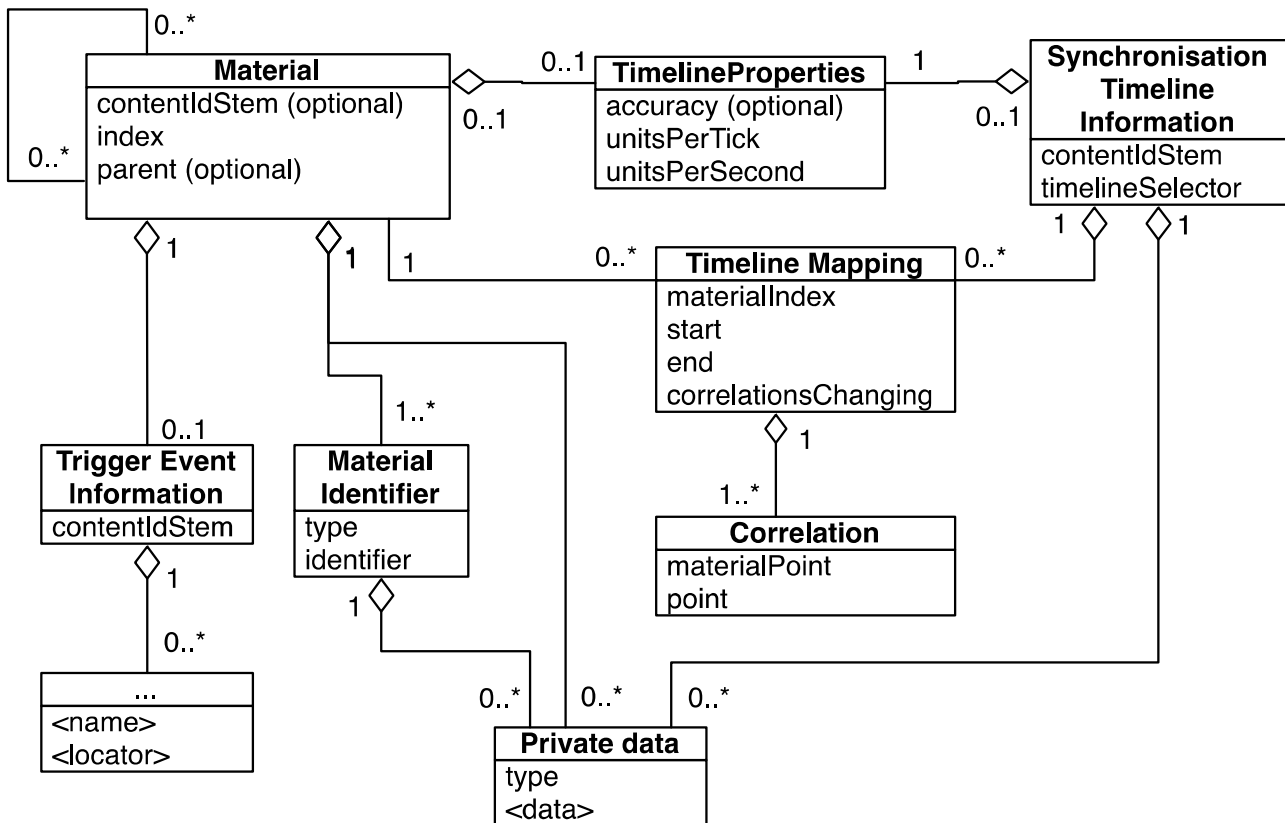 0..*
0..*
Material
contentIdStem (optional)
index
parent (optional)
0..1
0..1
TimelineProperties
accuracy (optional)
unitsPerTick
unitsPerSecond
1
0..1
Synchronisation
Timeline
Information
contentIdStem
timelineSelector
1
1
1
1
1
0..*
Timeline Mapping
materialIndex
start
end
correlationsChanging
0..*
1
1..*
Correlation
materialPoint
point
0..1
Trigger Event
Information
contentIdStem
1
0..*
...
<name>
<locator>
1..*
Material
Identifier
type
identifier
1
0..*
0..*
0..*
Private data
type
<data>